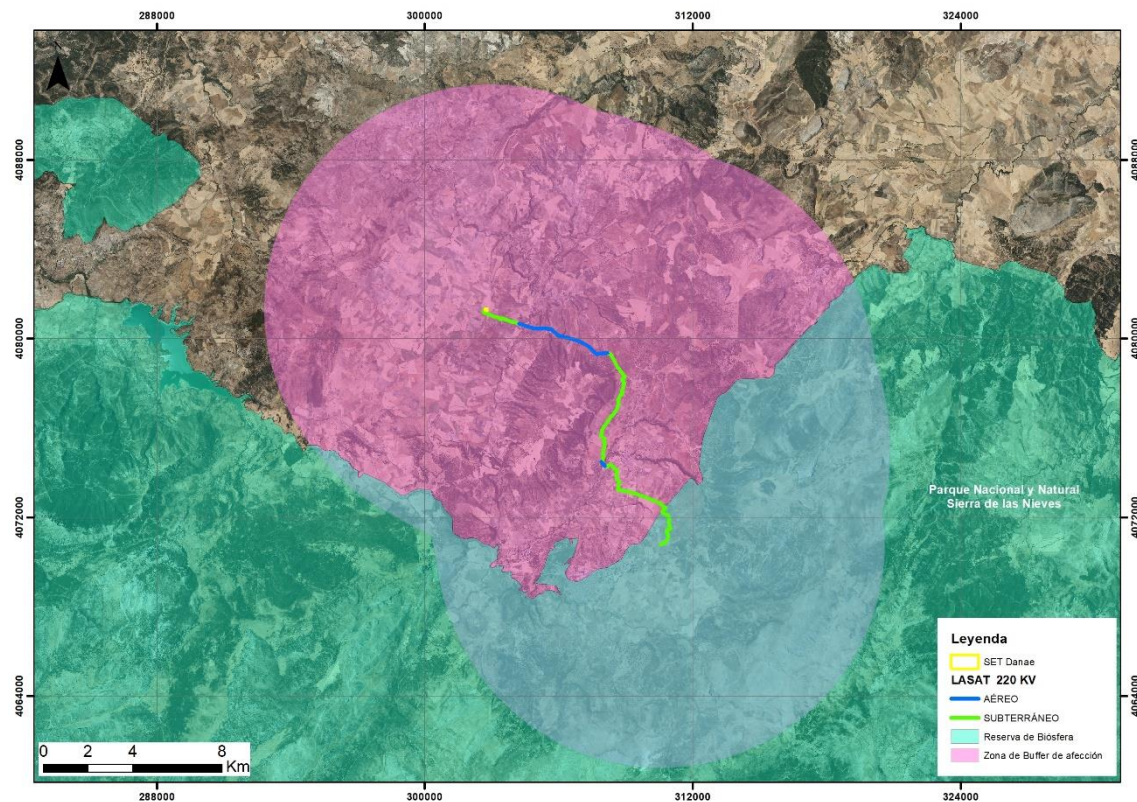 288000
300000
312000
324000
4088000
4088000
4080000
4080000
4072000
4072000
4064000
4064000
Parque Nacional y Natural
Sierra de las Nieves
Leyenda
SET Danae
LASAT 220 KV
AÉREO
SUBTERRÁNEO
Reserva de Biósfera
Zona de Buffer de afección
0 2 4 8
Km
288000
300000
312000
324000